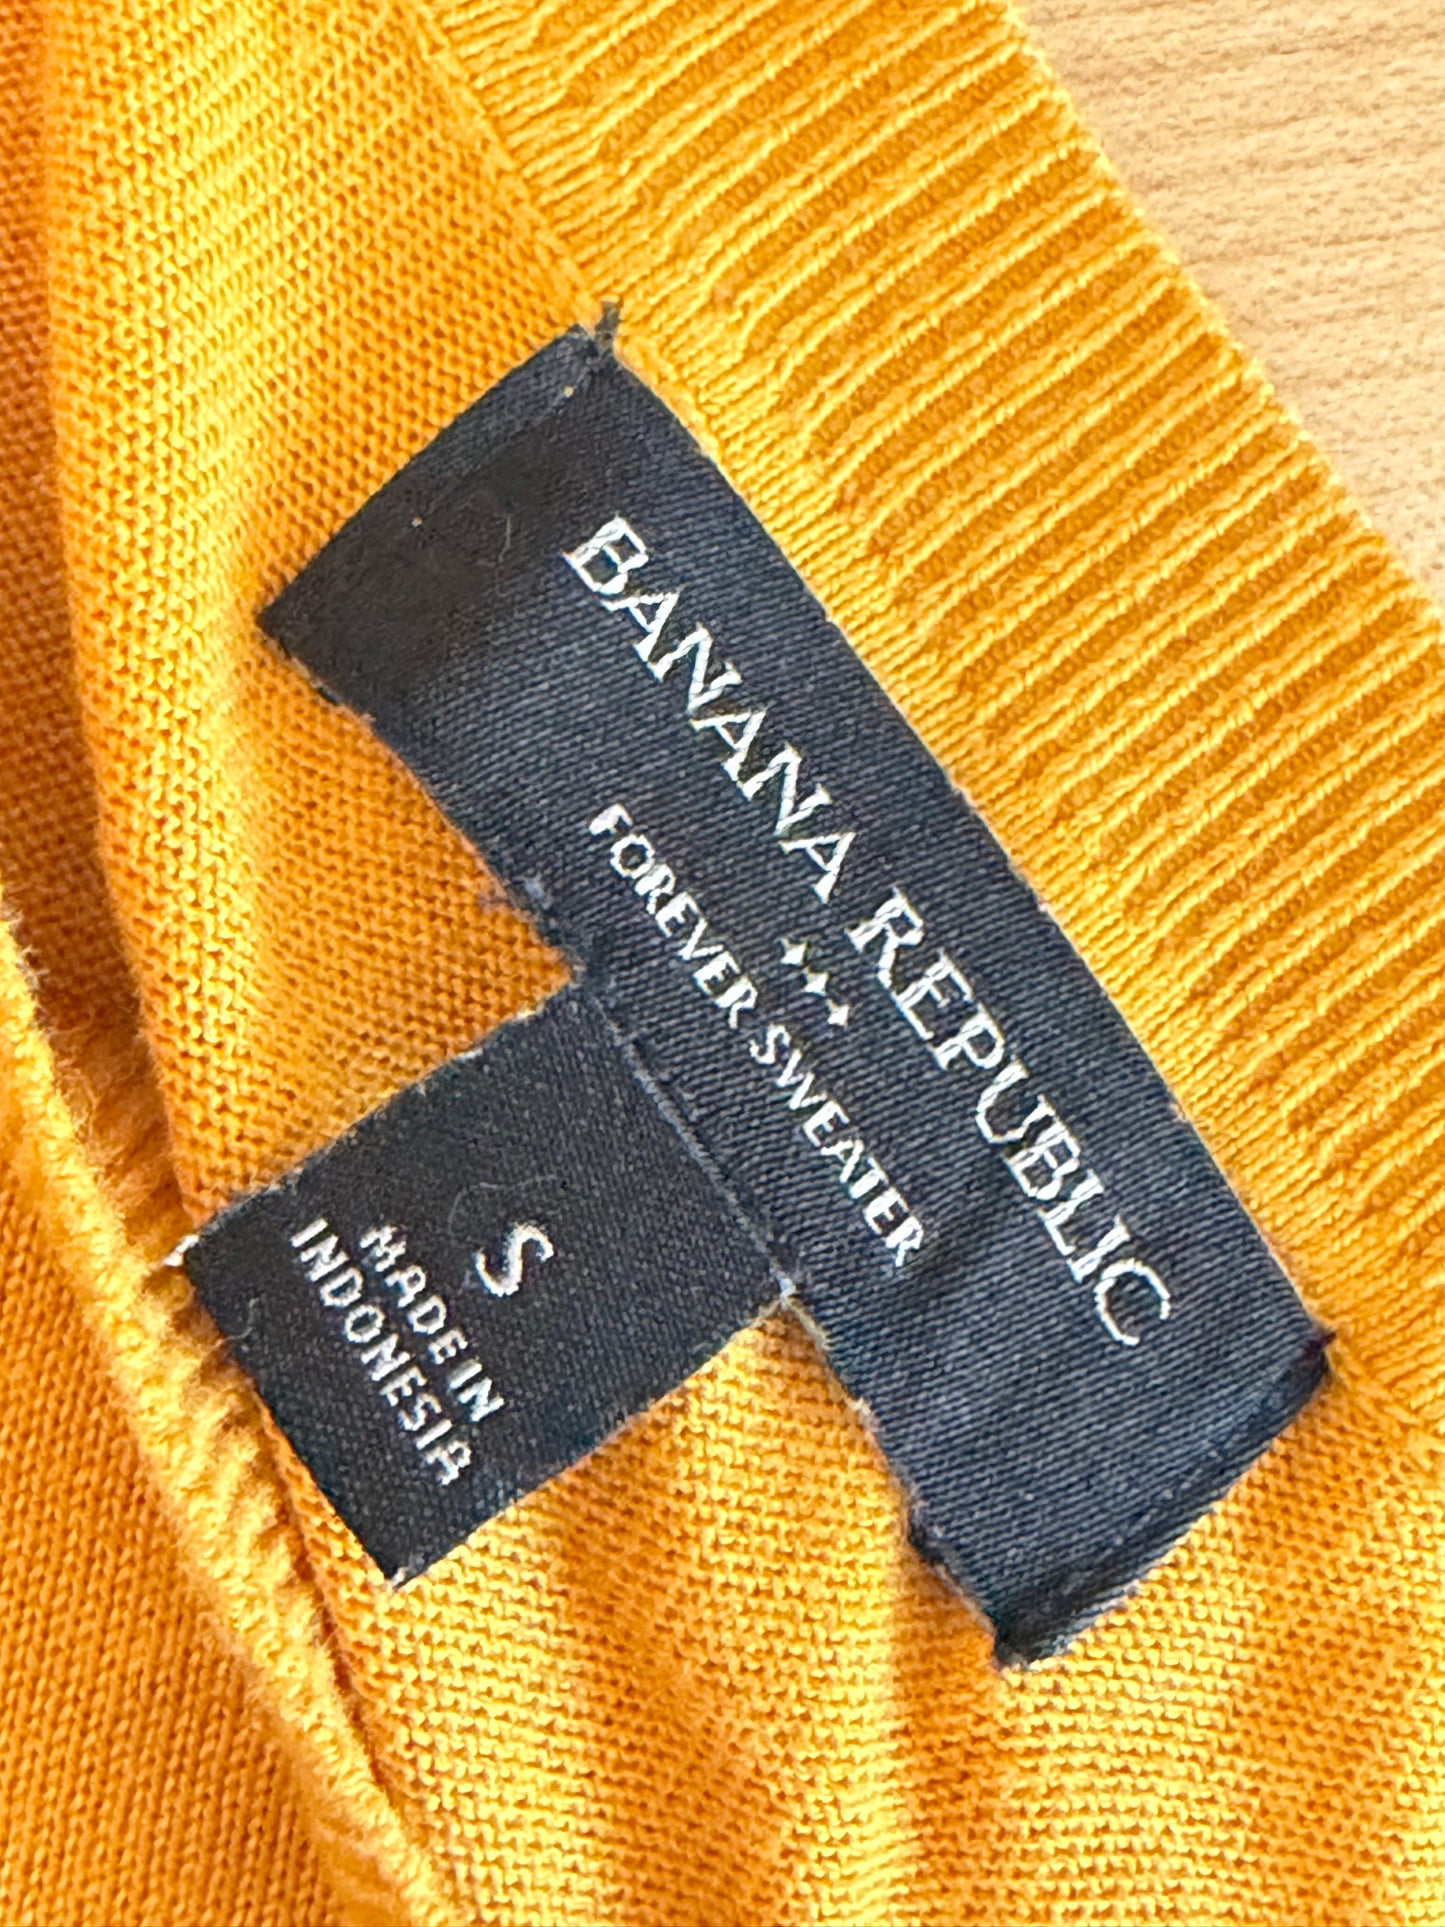 BANANA REPUBLIC
FOREVER SWEATER
S
MADE IN
INDONESIA